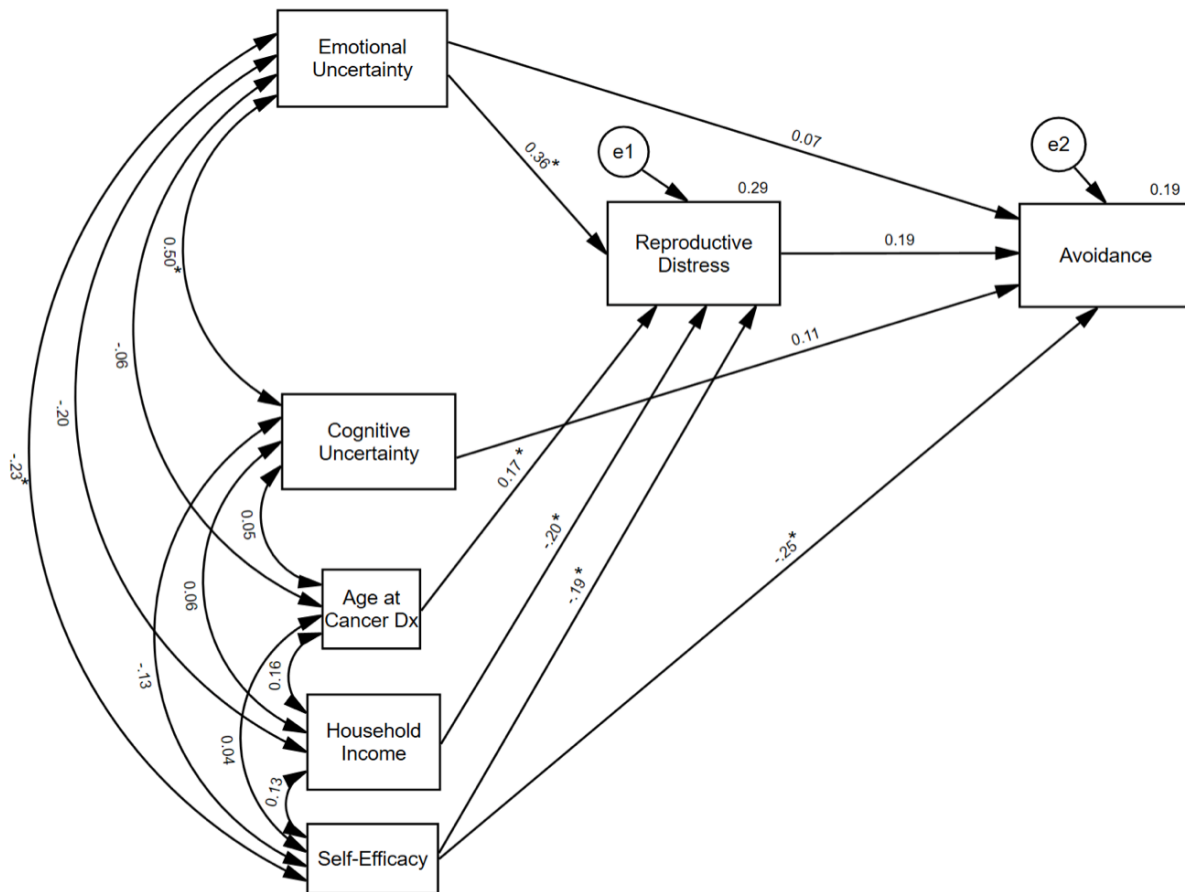 Emotional
Uncertainty
0.07
0.36*
e1
e2
0.29
0.19
Reproductive
Distress
0.19
Avoidance
0.50*
-.06
-.20
-.23*
0.11
Cognitive
Uncertainty
0.17*
0.05
-.20*
-.19*
-.25*
0.06
Age at
Cancer Dx
-.13
0.16
0.04
Household
Income
0.13
Self-Efficacy